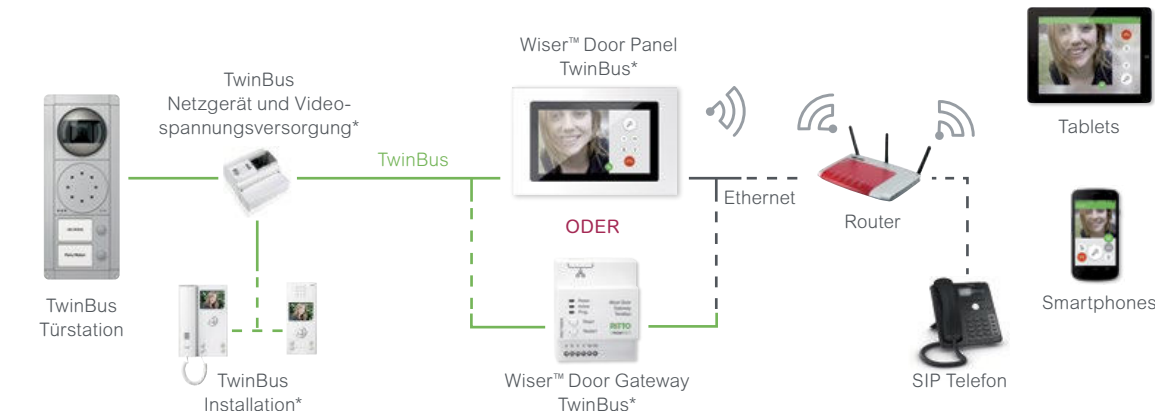 Wiser™ Door Panel
TwinBus*
TwinBus
Netzgerät und Video-
spannungsversorgung*
Tablets
TwinBus
Ethernet
Router
ODER
TwinBus
Türstation
Smartphones
RITTO
TwinBus
Installation*
Wiser™ Door Gateway
TwinBus*
SIP Telefon